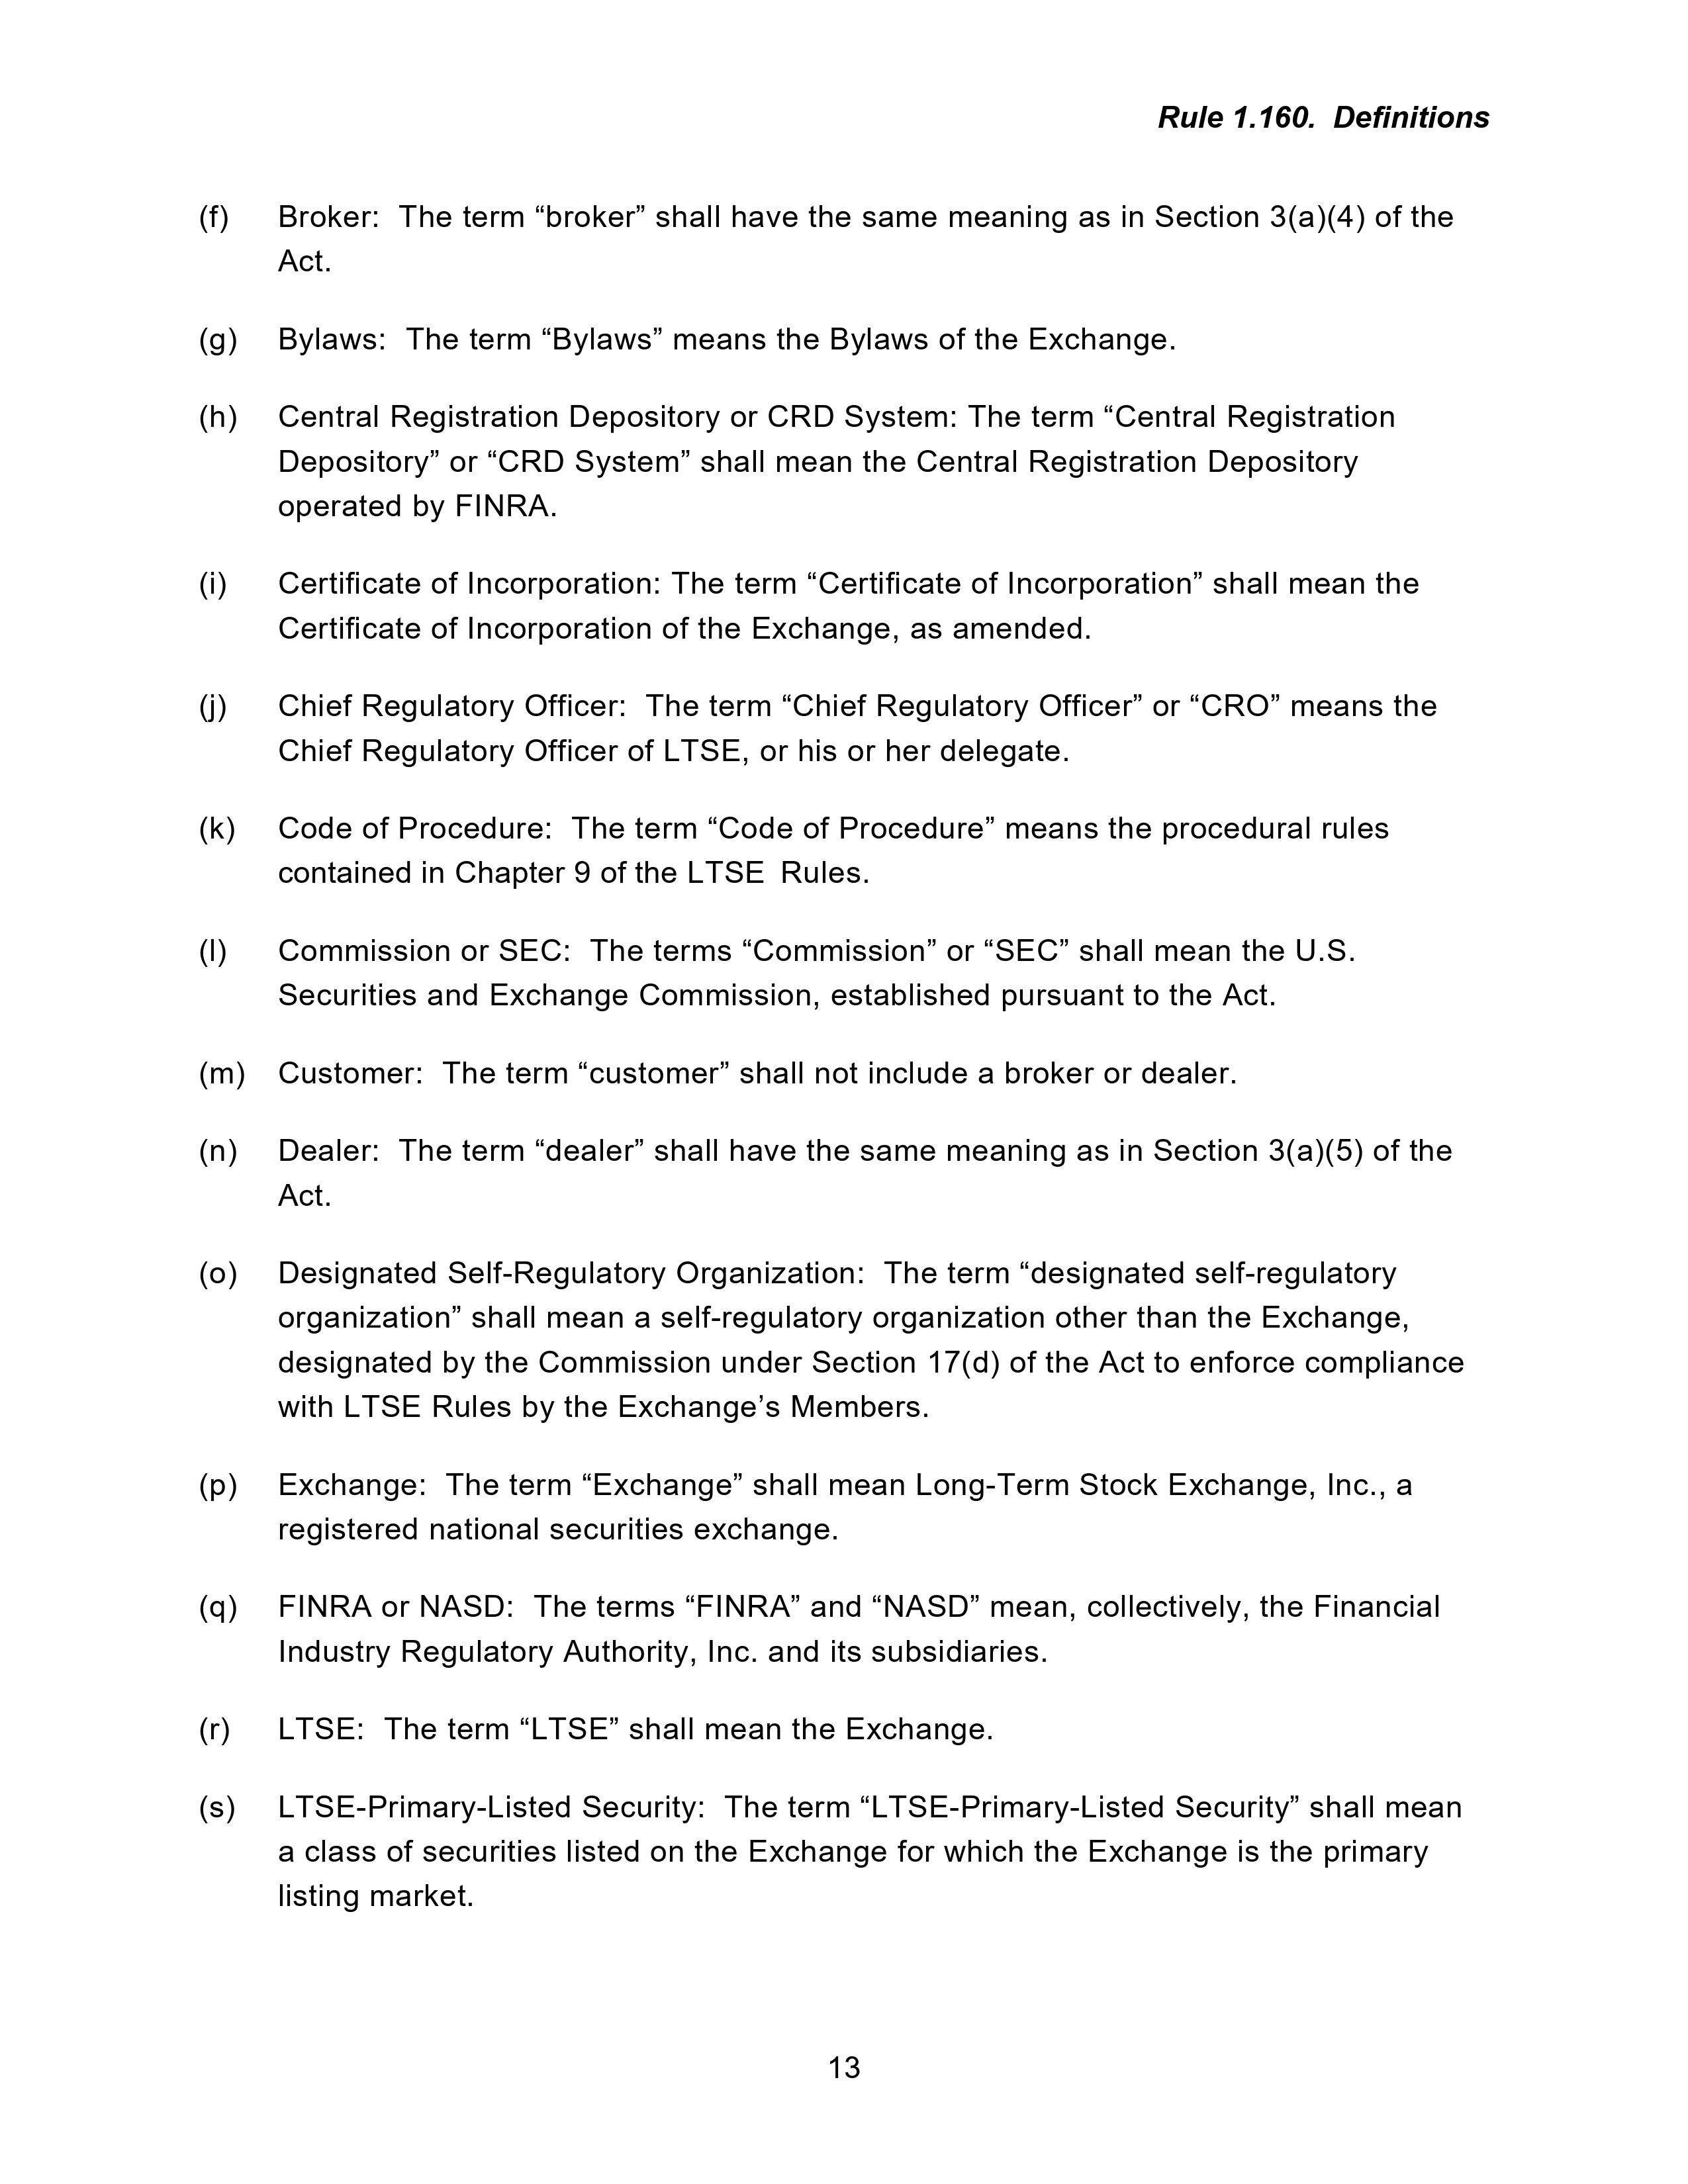 Rule 1.160.  Definitions
(f) Broker:  The term “broker” shall have the same meaning as in Section 3(a)(4) of the
Act.
(g) Bylaws:  The term “Bylaws” means the Bylaws of the Exchange.
(h) Central Registration Depository or CRD System: The term “Central Registration
Depository” or “CRD System” shall mean the Central Registration Depository
operated by FINRA.
(i) Certificate of Incorporation: The term “Certificate of Incorporation” shall mean the
Certificate of Incorporation of the Exchange, as amended.
(j) Chief Regulatory Officer:  The term “Chief Regulatory Officer” or “CRO” means the
Chief Regulatory Officer of LTSE, or his or her delegate.
(k) Code of Procedure:  The term “Code of Procedure” means the procedural rules
contained in Chapter 9 of the LTSE  Rules.
(l) Commission or SEC:  The terms “Commission” or “SEC” shall mean the U.S.
Securities and Exchange Commission, established pursuant to the Act.
(m) Customer:  The term “customer” shall not include a broker or dealer.
(n) Dealer:  The term “dealer” shall have the same meaning as in Section 3(a)(5) of the
Act.
(o) Designated Self-Regulatory Organization:  The term “designated self-regulatory
organization” shall mean a self-regulatory organization other than the Exchange,
designated by the Commission under Section 17(d) of the Act to enforce compliance
with LTSE Rules by the Exchange’s Members.
(p) Exchange:  The term “Exchange” shall mean Long-Term Stock Exchange, Inc., a
registered national securities exchange.
(q) FINRA or NASD:  The terms “FINRA” and “NASD” mean, collectively, the Financial
Industry Regulatory Authority, Inc. and its subsidiaries.
(r) LTSE:  The term “LTSE” shall mean the Exchange.
(s) LTSE-Primary-Listed Security:  The term “LTSE-Primary-Listed Security” shall mean
a class of securities listed on the Exchange for which the Exchange is the primary
listing market.
13